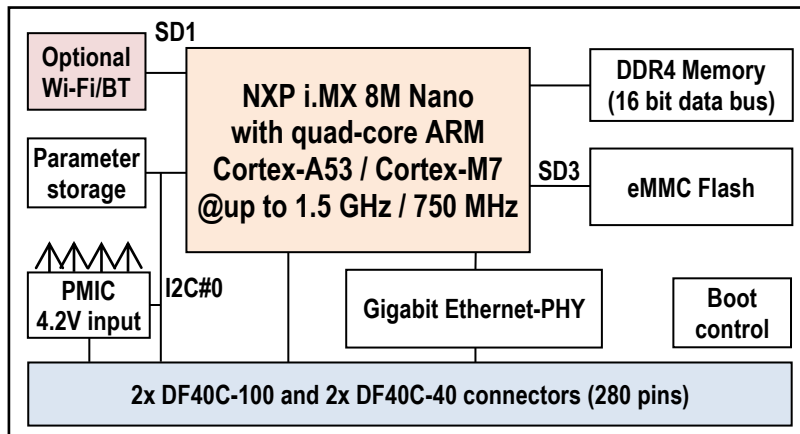 SD1
Optional
Wi-Fi/BT
NXP i.MX 8M Nano
with quad-core ARM
Cortex-A53 / Cortex-M7
@up to 1.5 GHz / 750 MHz
DDR4 Memory
(16 bit data bus)
Parameter
storage
SD3
eMMC Flash
PMIC
4.2V input
I2C#0
Gigabit Ethernet-PHY
Boot
control
2x DF40C-100 and 2x DF40C-40 connectors (280 pins)